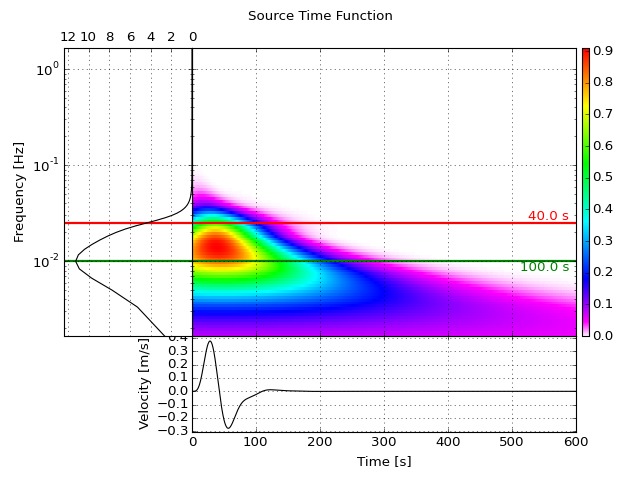 Source Time Function
12 10 8 6 4 2 0
10^0
10^-1
10^-2
Frequency [Hz]
40.0 s
100.0 s
0.9
0.8
0.7
0.6
0.5
0.4
0.3
0.2
0.1
0.0
Velocity [m/s]
0.4
0.3
0.2
0.1
0.0
−0.1
−0.2
−0.3
0 100 200 300 400 500 600
Time [s]